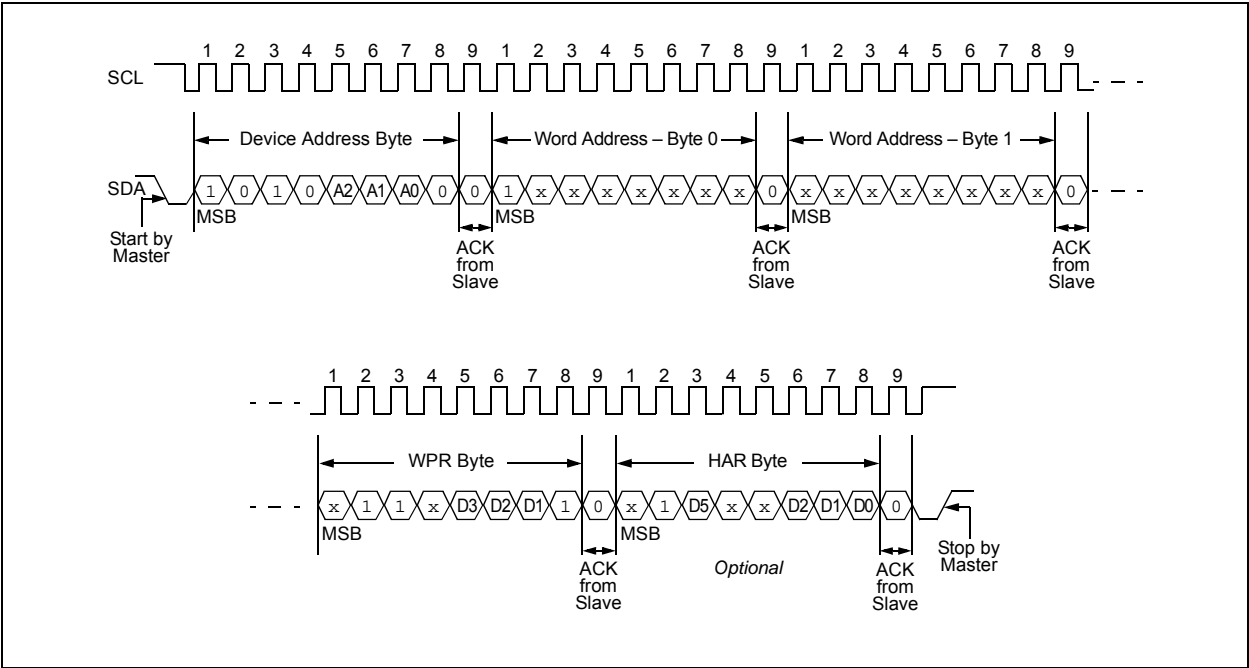 1 2 3 4 5 6 7 8 9 1 2 3 4 5 6 7 8 9 1 2 3 4 5 6 7 8 9
SCL
Device Address Byte Word Address – Byte 0 Word Address – Byte 1
SDA 1 0 1 0 A2 A1 A0 0 0 1 x x x x x x x 0 x x x x x x x x 0
MSB MSB MSB
Start by
Master
ACK
from
Slave
ACK
from
Slave
ACK
from
Slave
1 2 3 4 5 6 7 8 9 1 2 3 4 5 6 7 8 9
WPR Byte HAR Byte
x 1 1 x D3 D2 D1 1 0 x 1 D5 x x D2 D1 D0 0
MSB MSB
ACK
from
Slave
Optional
ACK
from
Slave
Stop by
Master